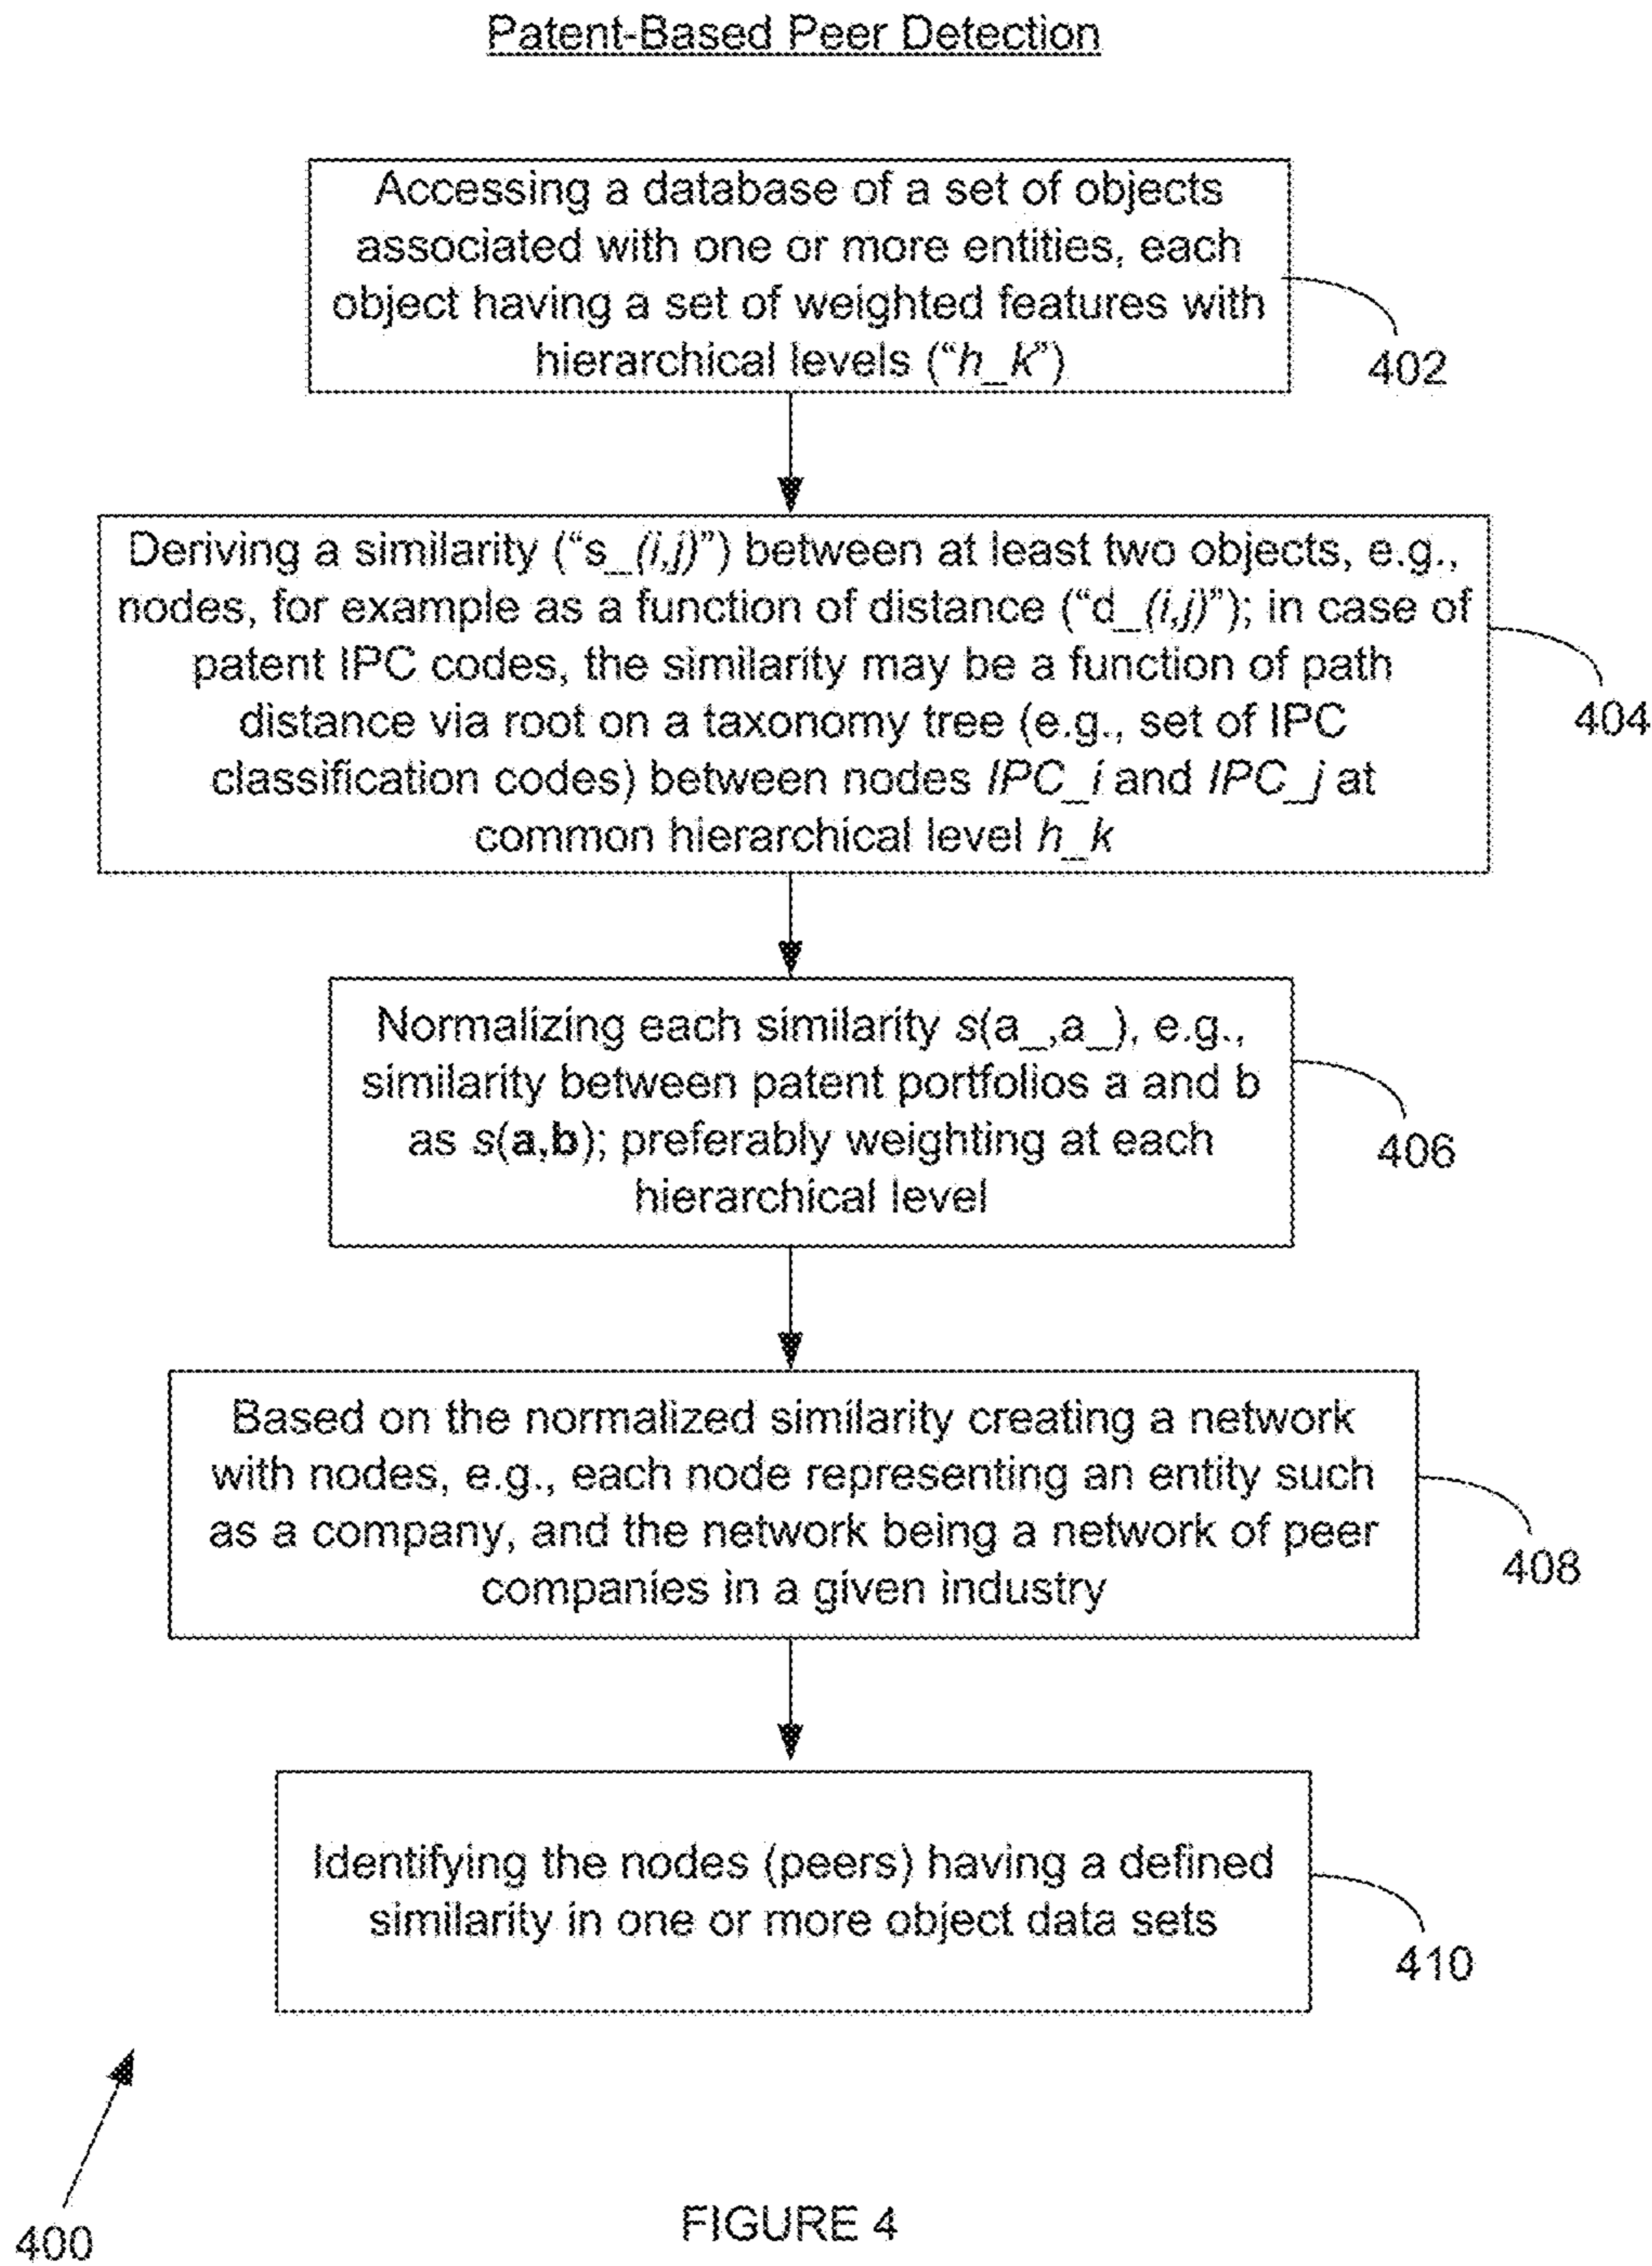 Patent-Based Peer Detection
Accessing a database of a set of objects
associated with one or more entities, each
object having a set of weighted features with
hierarchical levels (“h_k”)
402
Deriving a similarity (“s_(i,j)”) between at least two objects, e.g.,
nodes, for example as a function of distance (“d_(i,j)”); in case of
patent IPC codes, the similarity may be a function of path
distance via root on a taxonomy tree (e.g., set of IPC
classification codes) between nodes IPC_i and IPC_j at
common hierarchical level h_k
404
Normalizing each similarity s(a_,a_), e.g.,
similarity between patent portfolios a and b
as s(a,b); preferably weighting at each
hierarchical level
406
Based on the normalized similarity creating a network
with nodes, e.g., each node representing an entity such
as a company, and the network being a network of peer
companies in a given industry
408
Identifying the nodes (peers) having a defined
similarity in one or more object data sets
410
400
FIGURE 4